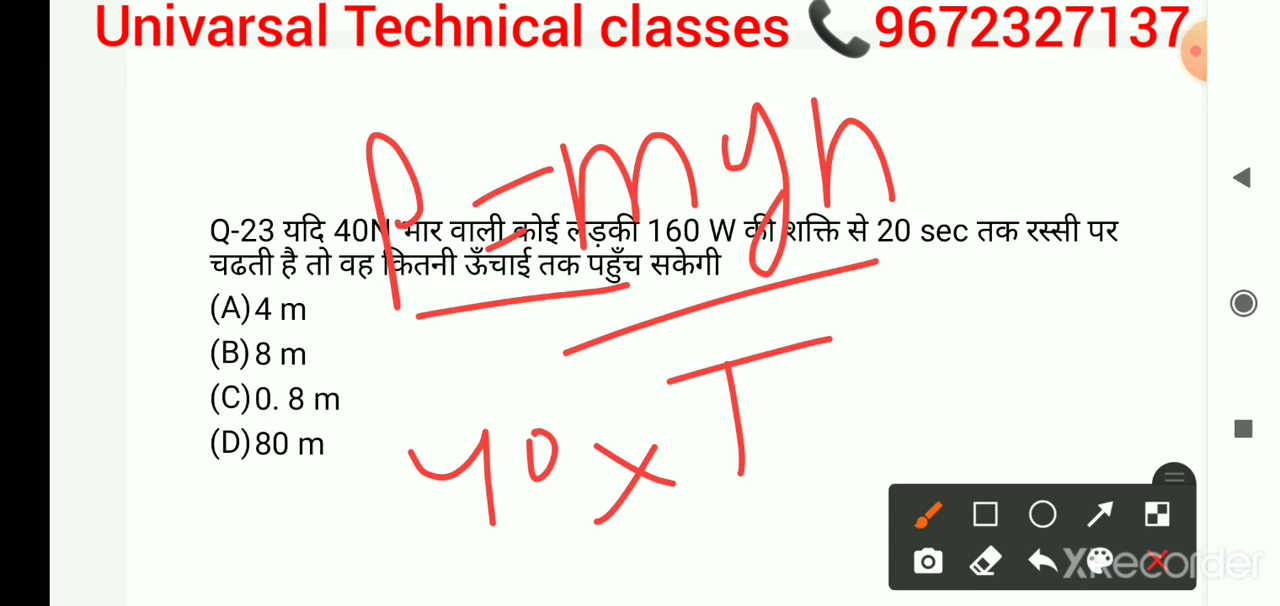 Univarsal Technical classes 📞9672327137
P = mgh
Q-23 यदि 40N भार वाली कोई लड़की 160 W की शक्ति से 20 sec तक रस्सी पर
चढती है तो वह कितनी ऊँचाई तक पहुँच सकेगी
(A) 4 m
(B) 8 m
(C) 0. 8 m
(D) 80 m
T
40 ×
XRecorder